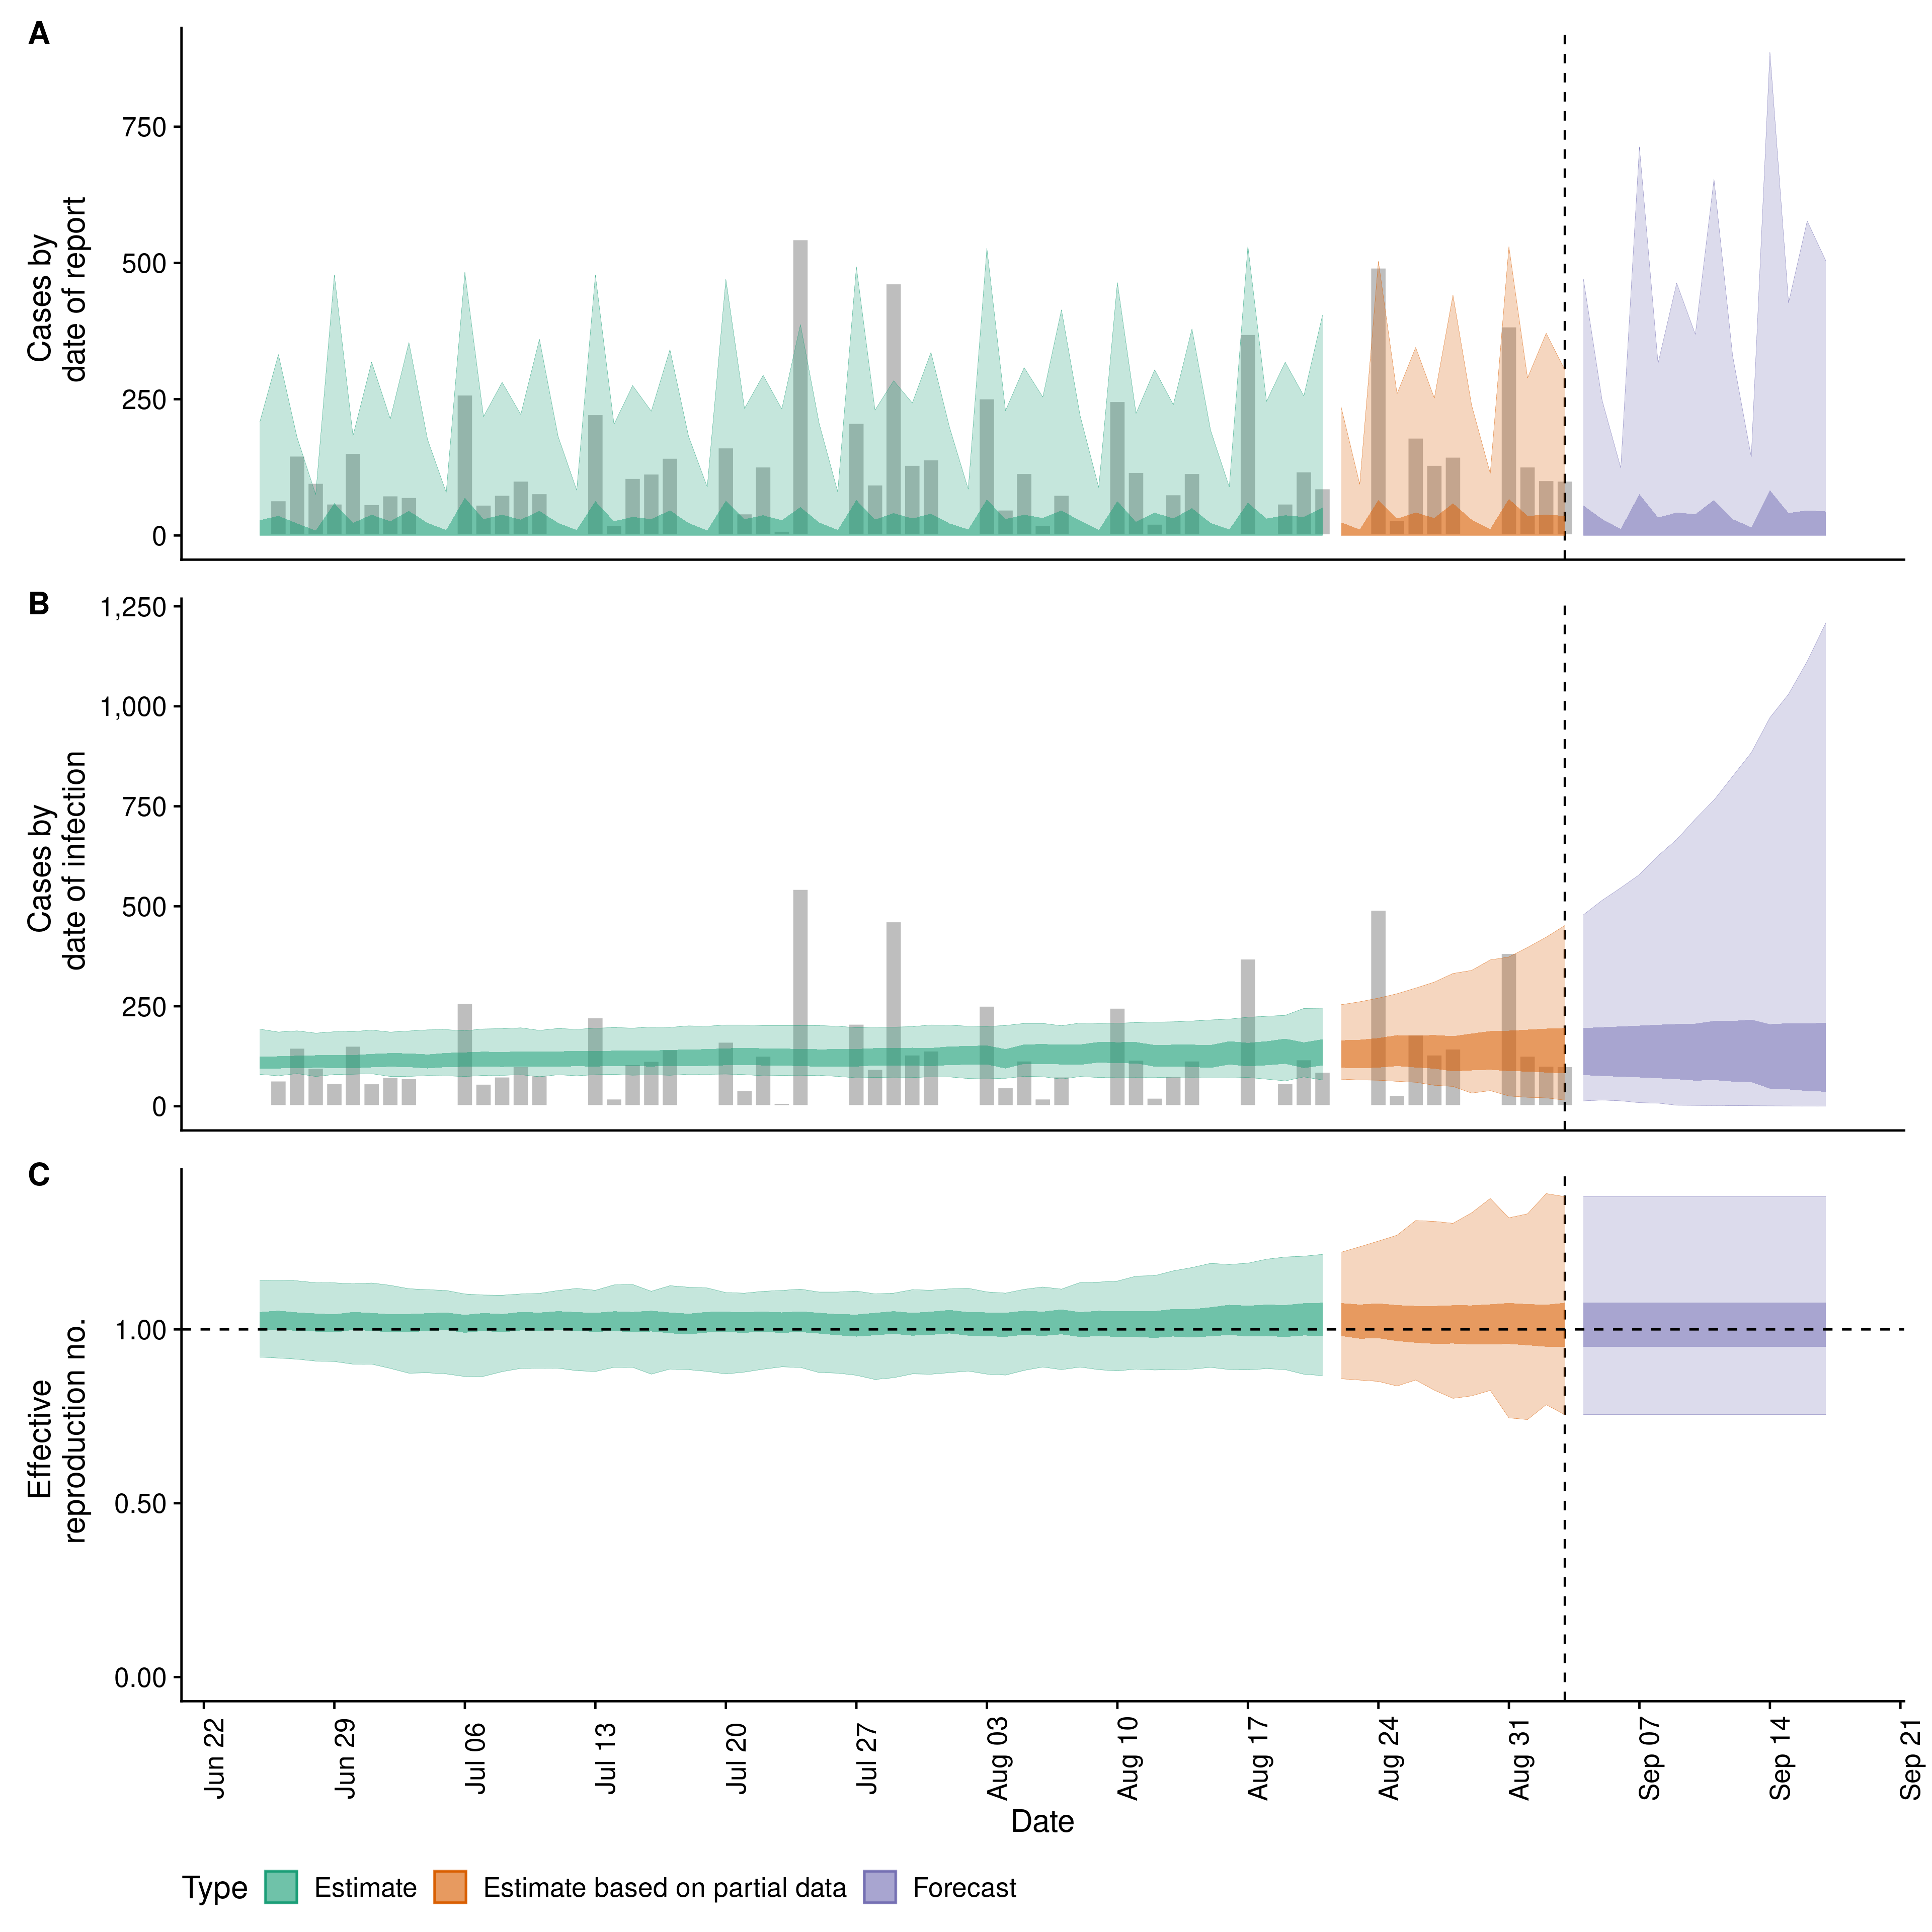 A
Cases by
date of report
750
500
250
0
B
Cases by
date of infection
1,250
1,000
750
500
250
0
C
Effective
reproduction no.
1.00
0.50
0.00
Jun 22
Jun 29
Jul 06
Jul 13
Jul 20
Jul 27
Aug 03
Aug 10
Aug 17
Aug 24
Aug 31
Sep 07
Sep 14
Sep 21
Date
Type Estimate Estimate based on partial data Forecast